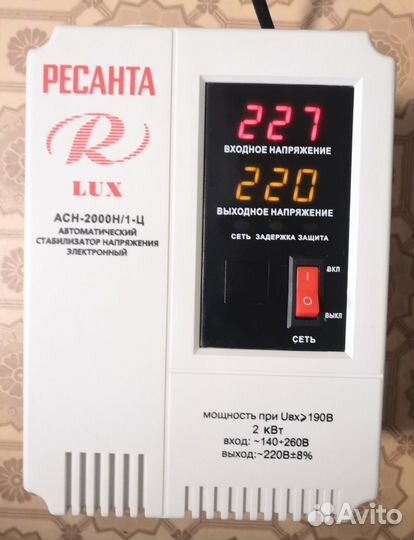 РЕСАНТА
R
LUX
АСН-2000Н/1-Ц
АВТОМАТИЧЕСКИЙ
СТАБИЛИЗАТОР НАПРЯЖЕНИЯ
ЭЛЕКТРОННЫЙ
227
ВХОДНОЕ НАПРЯЖЕНИЕ
220
ВЫХОДНОЕ НАПРЯЖЕНИЕ
СЕТЬ ЗАДЕРЖКА ЗАЩИТА
ВКЛ
I
O
ВЫКЛ
СЕТЬ
мощность при Uвх⩾190В
2 кВт
вход: ~140÷260В
выход:~220В±8%
Avito